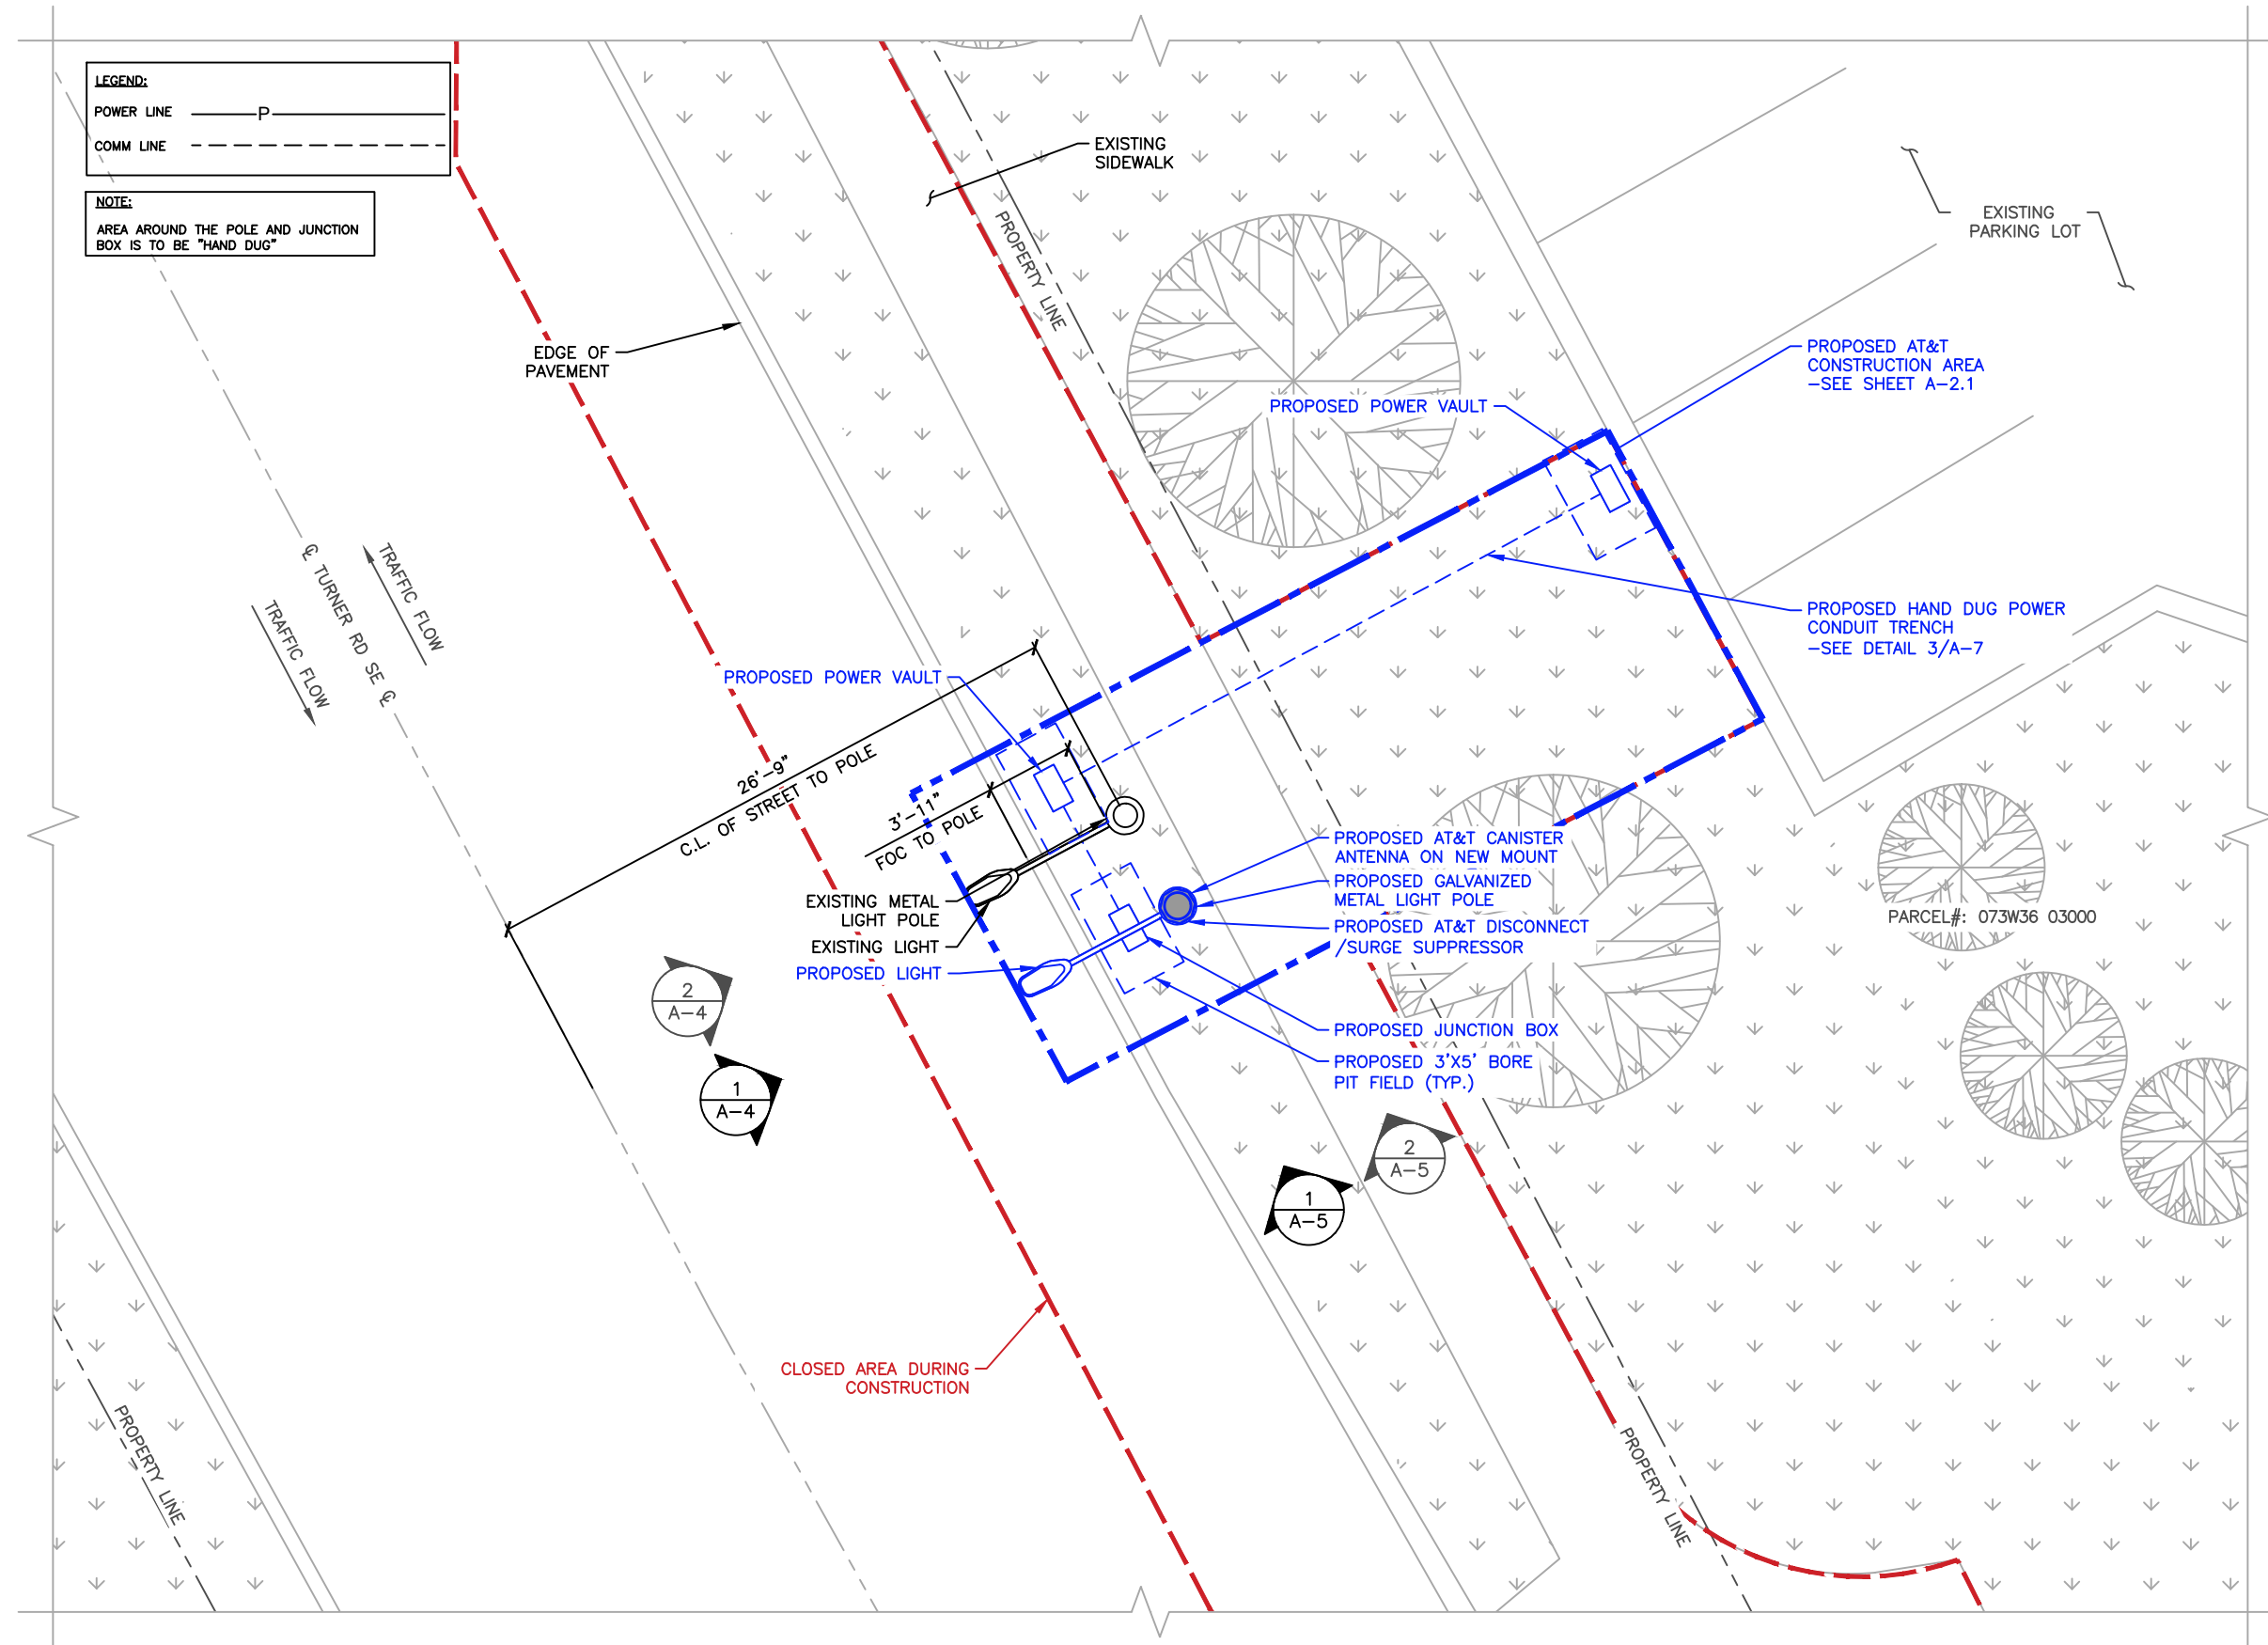 LEGEND:
POWER LINE
P
COMM LINE
NOTE:
AREA AROUND THE POLE AND JUNCTION
BOX IS TO BE "HAND DUG"
EXISTING
SIDEWALK
PROPERTY LINE
EXISTING
PARKING LOT
EDGE OF
PAVEMENT
PROPOSED AT&T
CONSTRUCTION AREA
-SEE SHEET A-2.1
PROPOSED POWER VAULT
TRAFFIC FLOW
℄ TURNER RD SE ℄
TRAFFIC FLOW
PROPOSED HAND DUG POWER
CONDUIT TRENCH
-SEE DETAIL 3/A-7
PROPOSED POWER VAULT
26'-9"
C.L. OF STREET TO POLE
3'-11"
FOC TO POLE
PROPOSED AT&T CANISTER
ANTENNA ON NEW MOUNT
PROPOSED GALVANIZED
METAL LIGHT POLE
PROPOSED AT&T DISCONNECT
/SURGE SUPPRESSOR
EXISTING METAL
LIGHT POLE
EXISTING LIGHT
PROPOSED LIGHT
PARCEL#: 073W36 03000
2
A-4
1
A-4
PROPOSED JUNCTION BOX
PROPOSED 3'X5' BORE
PIT FIELD (TYP.)
2
A-5
1
A-5
CLOSED AREA DURING
CONSTRUCTION
PROPERTY LINE
PROPERTY LINE